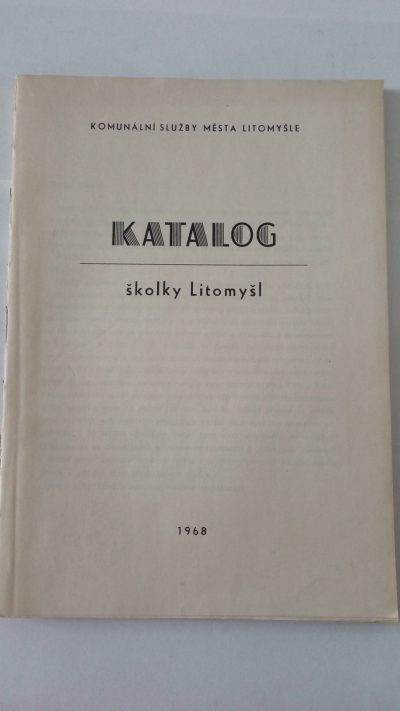 KOMUNÁLNÍ SLUŽBY MĚSTA LITOMYŠLE
KATALOG
školky Litomyšl
1968